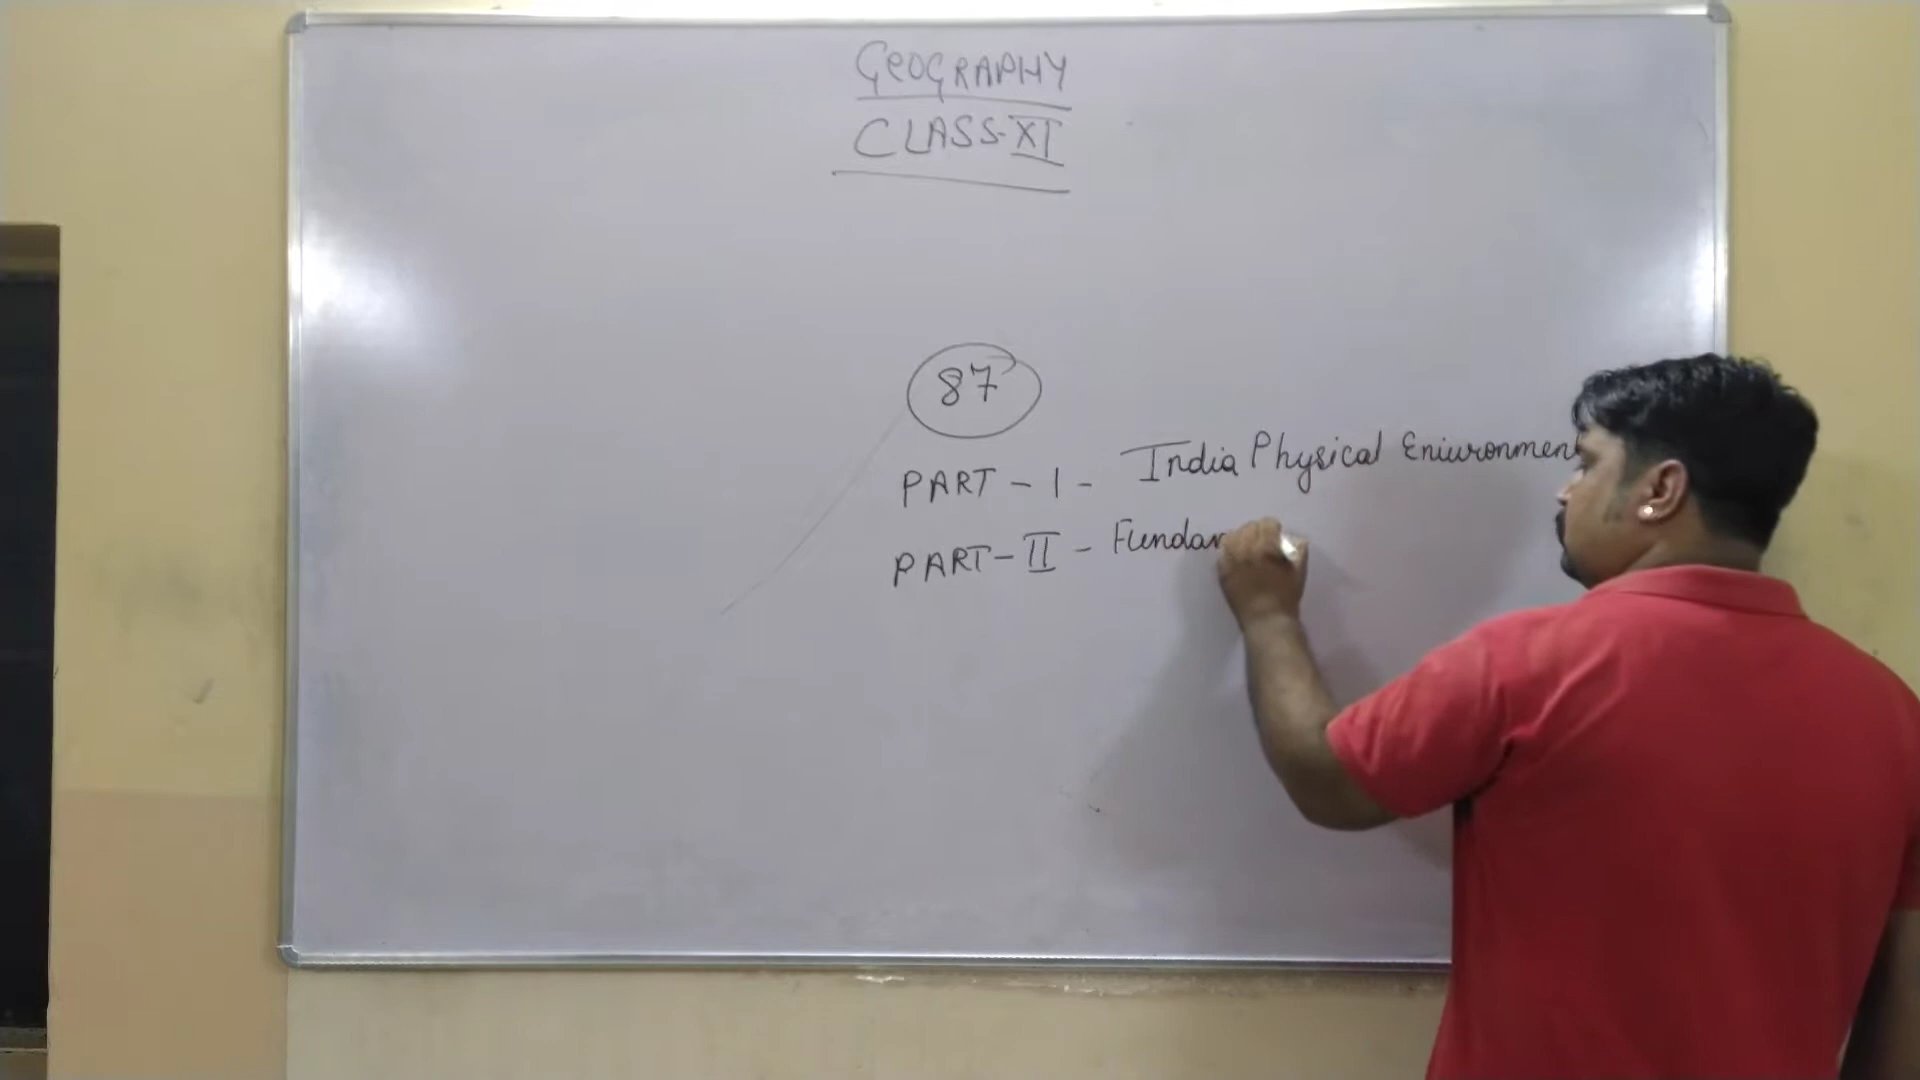 GEOGRAPHY
CLASS-XI
87
PART - 1 - India Physical Eniuronment
PART - II - Fundam